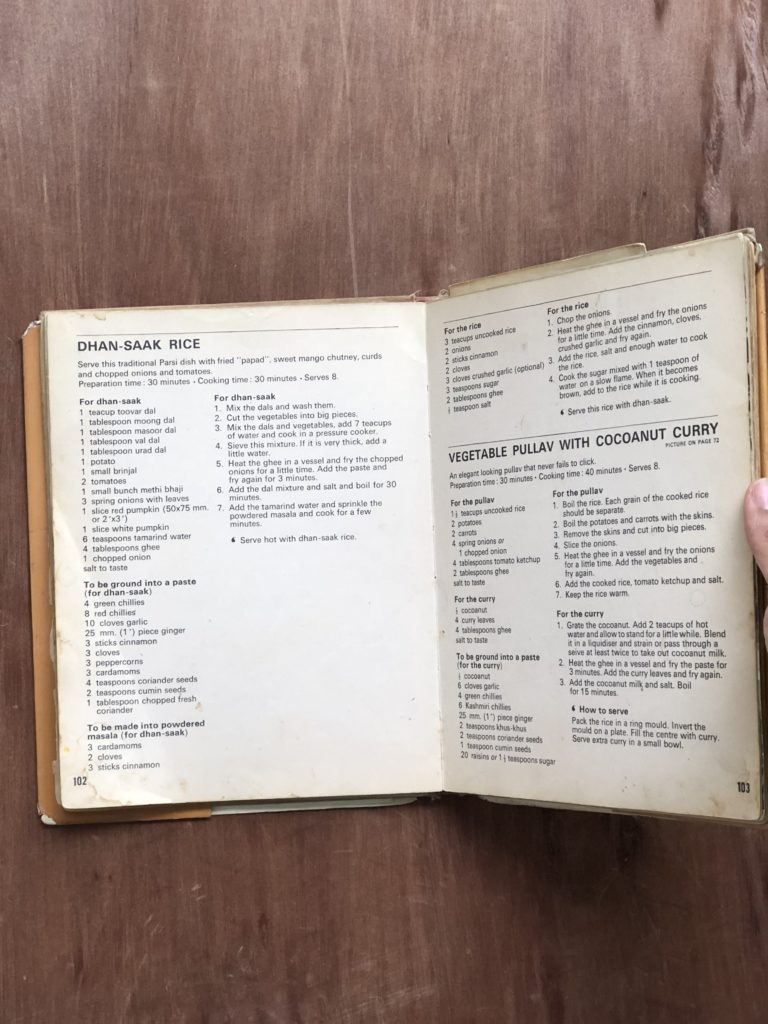 DHAN-SAAK RICE
Serve this traditional Parsi dish with fried "papad", sweet mango chutney, curds
and chopped onions and tomatoes.
Preparation time : 30 minutes • Cooking time : 30 minutes • Serves 8.
For dhan-saak
1 teacup toovar dal
1 tablespoon moong dal
1 tablespoon masoor dal
1 tablespoon val dal
1 tablespoon urad dal
1 potato
1 small brinjal
2 tomatoes
1 small bunch methi bhaji
3 spring onions with leaves
1 slice red pumpkin (50x75 mm.
or 2"x3")
1 slice white pumpkin
6 teaspoons tamarind water
4 tablespoons ghee
1 chopped onion
salt to taste
To be ground into a paste
(for dhan-saak)
4 green chillies
8 red chillies
10 cloves garlic
25 mm. (1") piece ginger
3 sticks cinnamon
3 cloves
3 peppercorns
3 cardamoms
4 teaspoons coriander seeds
2 teaspoons cumin seeds
1 tablespoon chopped fresh
coriander
To be made into powdered
masala (for dhan-saak)
3 cardamoms
2 cloves
3 sticks cinnamon
For dhan-saak
1. Mix the dals and wash them.
2. Cut the vegetables into big pieces.
3. Mix the dals and vegetables, add 7 teacups
of water and cook in a pressure cooker.
4. Sieve this mixture. If it is very thick, add a
little water.
5. Heat the ghee in a vessel and fry the chopped
onions for a little time. Add the paste and
fry again for 3 minutes.
6. Add the dal mixture and salt and boil for 30
minutes.
7. Add the tamarind water and sprinkle the
powdered masala and cook for a few
minutes.
Serve hot with dhan-saak rice.
102
For the rice
3 teacups uncooked rice
2 onions
2 sticks cinnamon
2 cloves
3 cloves crushed garlic (optional)
3 teaspoons sugar
2 tablespoons ghee
½ teaspoon salt
For the rice
1. Chop the onions.
2. Heat the ghee in a vessel and fry the onions
for a little time. Add the cinnamon, cloves,
crushed garlic and fry again.
3. Add the rice, salt and enough water to cook
the rice.
4. Cook the sugar mixed with 1 teaspoon of
water on a slow flame. When it becomes
brown, add to the rice while it is cooking.
Serve this rice with dhan-saak.
VEGETABLE PULLAV WITH COCOANUT CURRY
PICTURE ON PAGE 72
An elegant looking pullav that never fails to click.
Preparation time : 30 minutes • Cooking time : 40 minutes • Serves 8.
For the pullav
1½ teacups uncooked rice
2 potatoes
2 carrots
4 spring onions or
1 chopped onion
4 tablespoons tomato ketchup
2 tablespoons ghee
salt to taste
For the curry
½ cocoanut
4 curry leaves
4 tablespoons ghee
salt to taste
To be ground into a paste
(for the curry)
½ cocoanut
6 cloves garlic
4 green chillies
6 Kashmiri chillies
25 mm. (1") piece ginger
2 teaspoons khus-khus
2 teaspoons coriander seeds
1 teaspoon cumin seeds
20 raisins or 1½ teaspoons sugar
For the pullav
1. Boil the rice. Each grain of the cooked rice
should be separate.
2. Boil the potatoes and carrots with the skins.
3. Remove the skins and cut into big pieces.
4. Slice the onions.
5. Heat the ghee in a vessel and fry the onions
for a little time. Add the vegetables and
fry again.
6. Add the cooked rice, tomato ketchup and salt.
7. Keep the rice warm.
For the curry
1. Grate the cocoanut. Add 2 teacups of hot
water and allow to stand for a little while. Blend
it in a liquidiser and strain or pass through a
seive at least twice to take out cocoanut milk.
2. Heat the ghee in a vessel and fry the paste for
3 minutes. Add the curry leaves and fry again.
3. Add the cocoanut milk and salt. Boil
for 15 minutes.
How to serve
Pack the rice in a ring mould. Invert the
mould on a plate. Fill the centre with curry.
Serve extra curry in a small bowl.
103